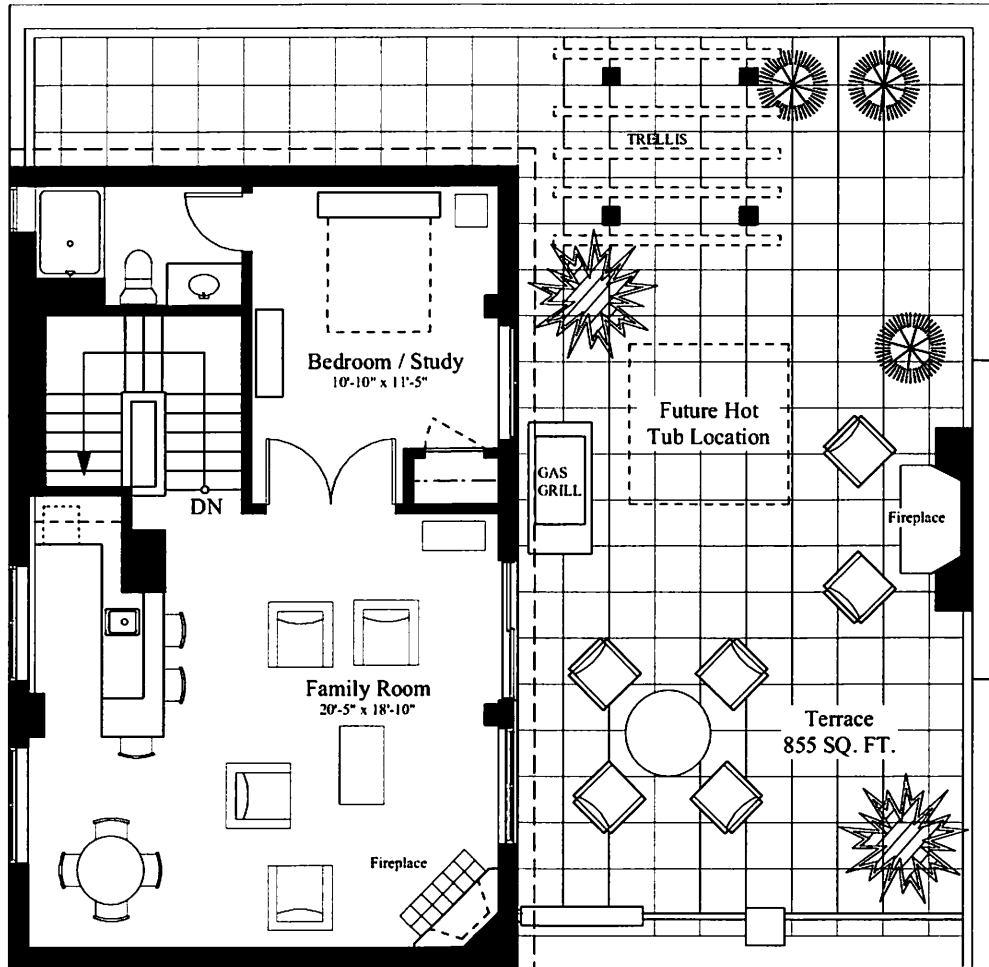 TRELLIS
Bedroom / Study
10'-10" x 11'-5"
Future Hot
Tub Location
GAS
GRILL
DN
Fireplace
Family Room
20'-5" x 18'-10"
Terrace
855 SQ. FT.
Fireplace